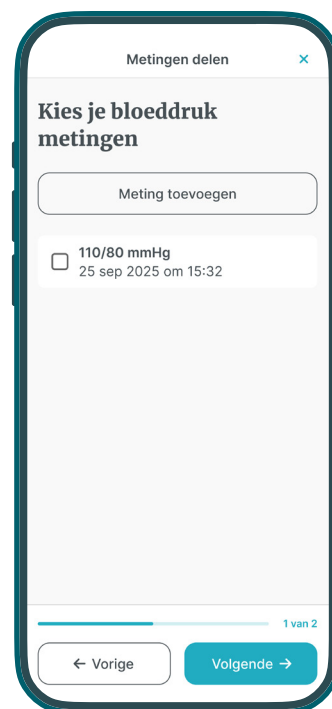 Metingen delen
Kies je bloeddruk
metingen
Meting toevoegen
110/80 mmHg
25 sep 2025 om 15:32
1 van 2
← Vorige
Volgende →